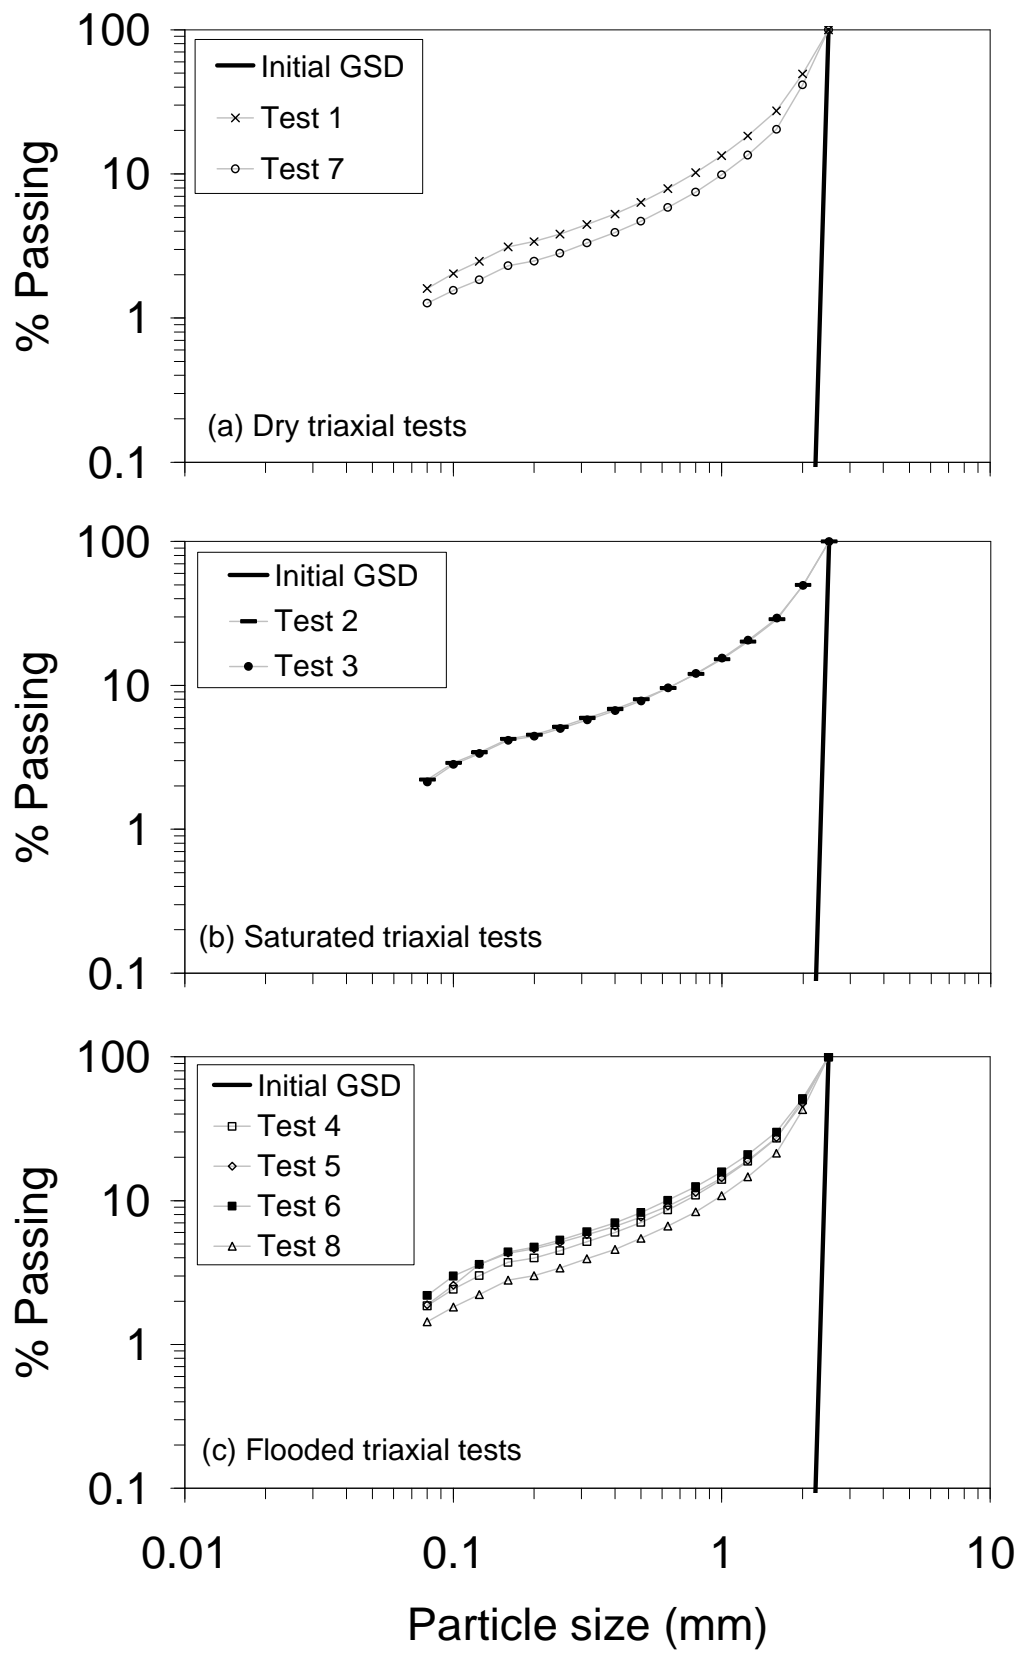 % Passing
100
10
1
0.1
Initial GSD
Test 1
Test 7
(a) Dry triaxial tests
% Passing
100
10
1
0.1
Initial GSD
Test 2
Test 3
(b) Saturated triaxial tests
% Passing
100
10
1
0.1
Initial GSD
Test 4
Test 5
Test 6
Test 8
(c) Flooded triaxial tests
0.01 0.1 1 10
Particle size (mm)